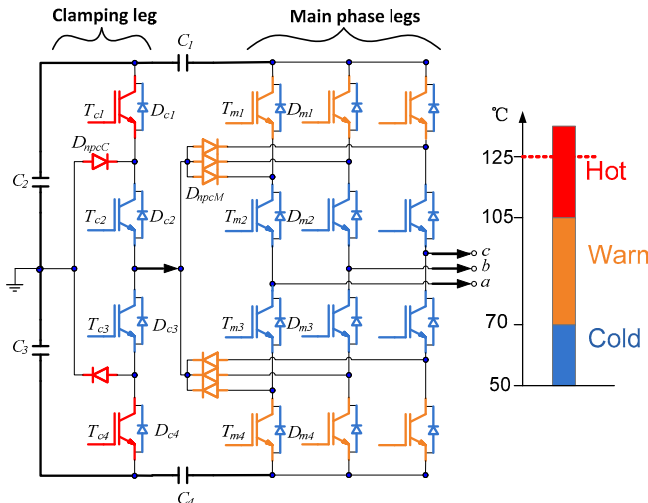 Clamping leg
Main phase legs
C1
Tc1
Dc1
Tm1
Dm1
DnpcC
DnpcM
C2
Tc2
Dc2
Tm2
Dm2
c
b
a
C3
Tc3
Dc3
Tm3
Dm3
Tc4
Dc4
Tm4
Dm4
C4
℃
125
Hot
105
Warm
70
Cold
50